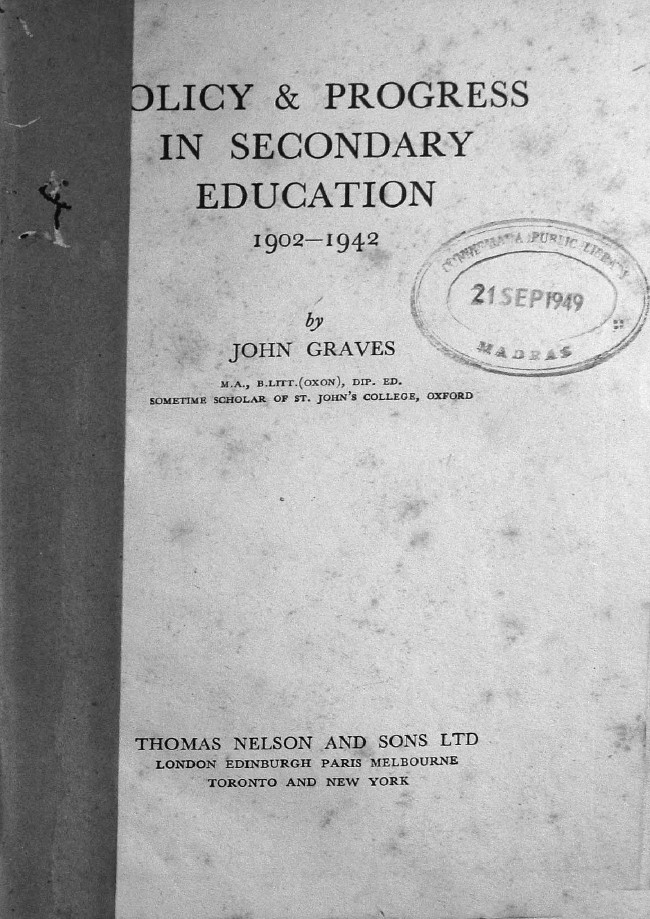 OLICY & PROGRESS
IN SECONDARY
EDUCATION
1902—1942
by
JOHN GRAVES
M.A., B.LITT.(OXON), DIP. ED.
SOMETIME SCHOLAR OF ST. JOHN'S COLLEGE, OXFORD
PUBLIC LIBRARY
21 SEP 1949
MADRAS
THOMAS NELSON AND SONS LTD
LONDON EDINBURGH PARIS MELBOURNE
TORONTO AND NEW YORK